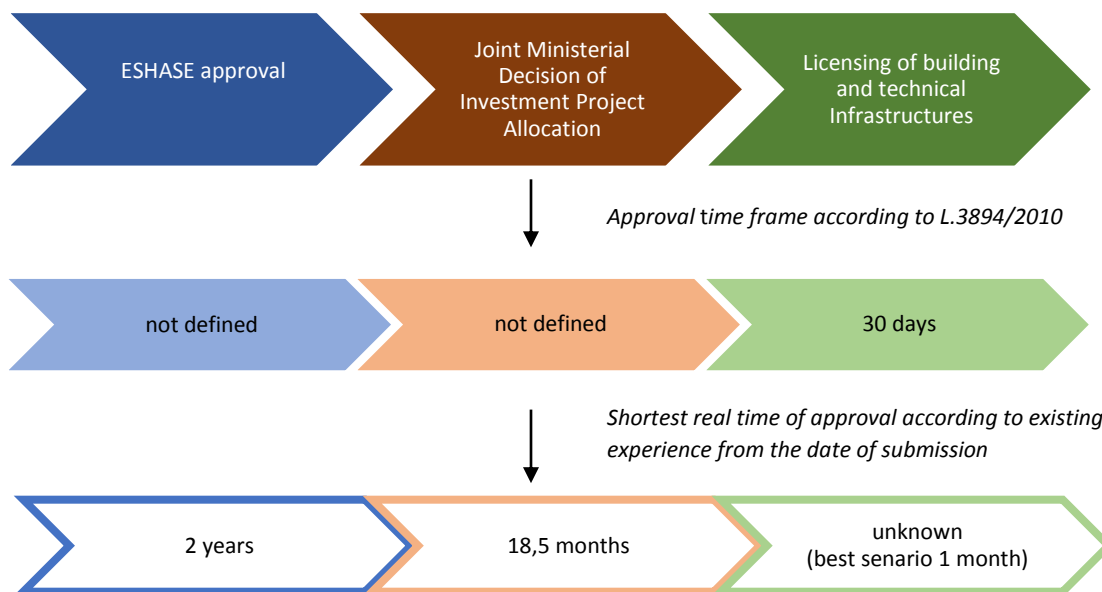 ESHASE approval
Joint Ministerial
Decision of
Investment Project
Allocation
Licensing of building
and technical
Infrastructures
Approval time frame according to L.3894/2010
not defined
not defined
30 days
Shortest real time of approval according to existing
experience from the date of submission
2 years
18,5 months
unknown
(best senario 1 month)